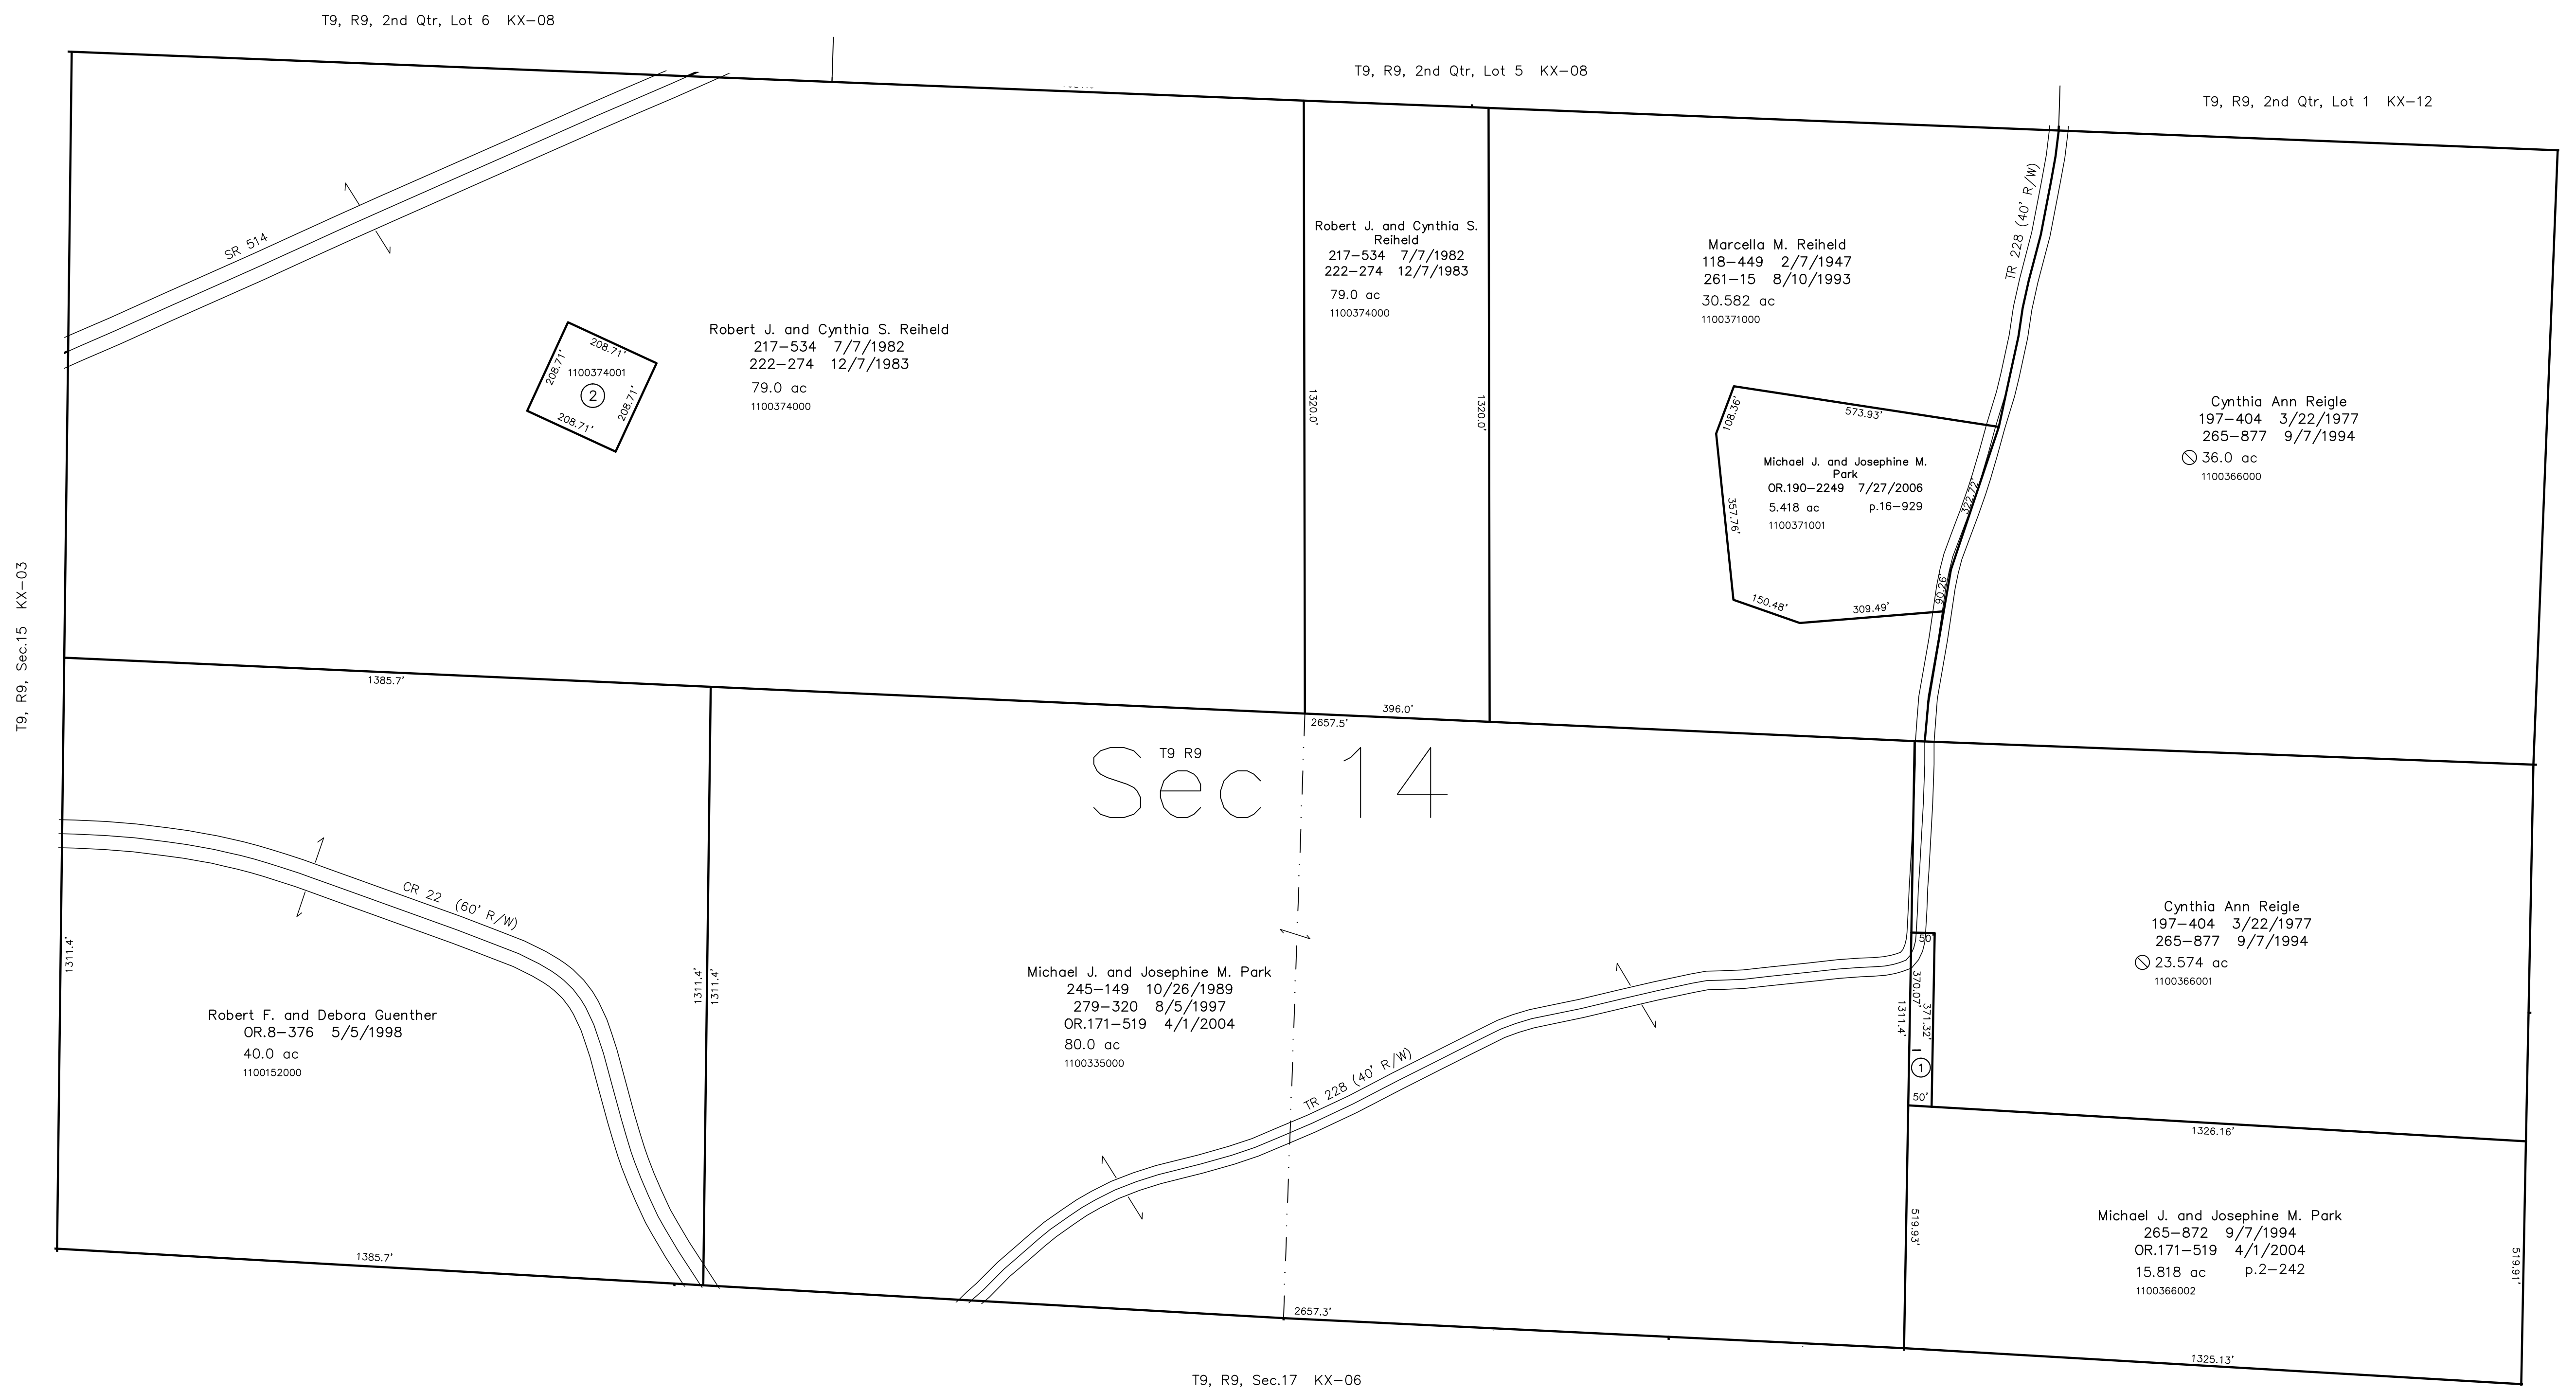 T9, R9, 2nd Qtr, Lot 6  KX-08
T9, R9, 2nd Qtr, Lot 5  KX-08
T9, R9, 2nd Qtr, Lot 1  KX-12
T9, R9, Sec.15  KX-03
SR 514
208.71'
208.71'
1100374001
2
208.71'
208.71'
Robert J. and Cynthia S. Reiheld
217-534  7/7/1982
222-274  12/7/1983
79.0 ac
1100374000
Robert J. and Cynthia S.
Reiheld
217-534  7/7/1982
222-274  12/7/1983
79.0 ac
1100374000
1320.0'
1320.0'
Marcella M. Reiheld
118-449  2/7/1947
261-15  8/10/1993
30.582 ac
1100371000
TR 228 (40' R/W)
108.36'
573.93'
Michael J. and Josephine M.
Park
OR.190-2249  7/27/2006
5.418 ac  p.16-929
1100371001
357.76'
322.72'
90.26'
150.48'
309.49'
Cynthia Ann Reigle
197-404  3/22/1977
265-877  9/7/1994
36.0 ac
1100366000
1385.7'
396.0'
2657.5'
T9 R9
Sec 14
CR 22  (60' R/W)
1311.4'
1311.4'
1311.4'
Robert F. and Debora Guenther
OR.8-376  5/5/1998
40.0 ac
1100152000
1385.7'
Michael J. and Josephine M. Park
245-149  10/26/1989
279-320  8/5/1997
OR.171-519  4/1/2004
80.0 ac
1100335000
TR 228 (40' R/W)
50'
370.07'
371.32'
1311.4'
1
50'
Cynthia Ann Reigle
197-404  3/22/1977
265-877  9/7/1994
23.574 ac
1100366001
1326.16'
519.93'
Michael J. and Josephine M. Park
265-872  9/7/1994
OR.171-519  4/1/2004
15.818 ac  p.2-242
1100366002
519.91'
2657.3'
1325.13'
T9, R9, Sec.17  KX-06